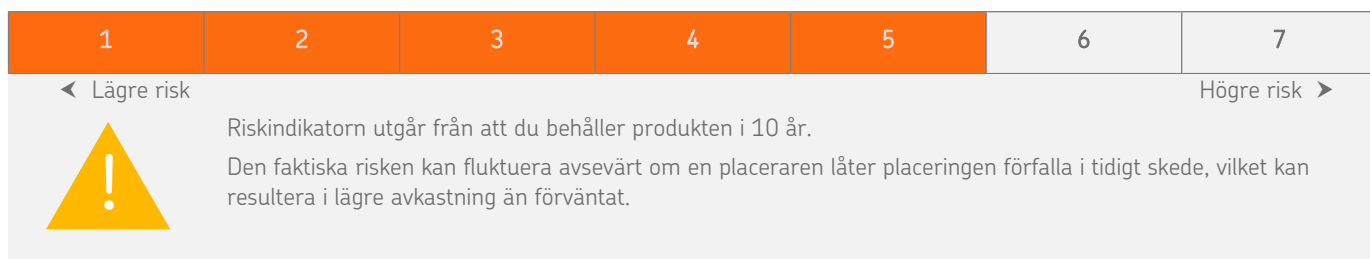 1 2 3 4 5 6 7
Lägre risk Högre risk
Riskindikatorn utgår från att du behåller produkten i 10 år.
Den faktiska risken kan fluktuera avsevärt om en placeraren låter placeringen förfalla i tidigt skede, vilket kan
resultera i lägre avkastning än förväntat.